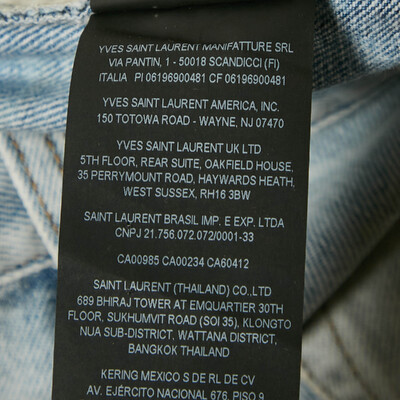 YVES SAINT LAURENT MANIFATTURE SRL
VIA PANTIN, 1 - 50018 SCANDICCI (FI)
ITALIA PI 06196900481 CF 06196900481
YVES SAINT LAURENT AMERICA, INC.
150 TOTOWA ROAD - WAYNE, NJ 07470
YVES SAINT LAURENT UK LTD
5TH FLOOR, REAR SUITE, OAKFIELD HOUSE,
35 PERRYMOUNT ROAD, HAYWARDS HEATH,
WEST SUSSEX, RH16 3BW
SAINT LAURENT BRASIL IMP. E EXP. LTDA
CNPJ 21.756.072.072/0001-33
CA00985 CA00234 CA60412
SAINT LAURENT (THAILAND) CO.,LTD
689 BHIRAJ TOWER AT EMQUARTIER 30TH
FLOOR, SUKHUMVIT ROAD (SOI 35), KLONGTO
NUA SUB-DISTRICT, WATTANA DISTRICT,
BANGKOK THAILAND
KERING MEXICO S DE RL DE CV
AV. EJÉRCITO NACIONAL 676, PISO 9